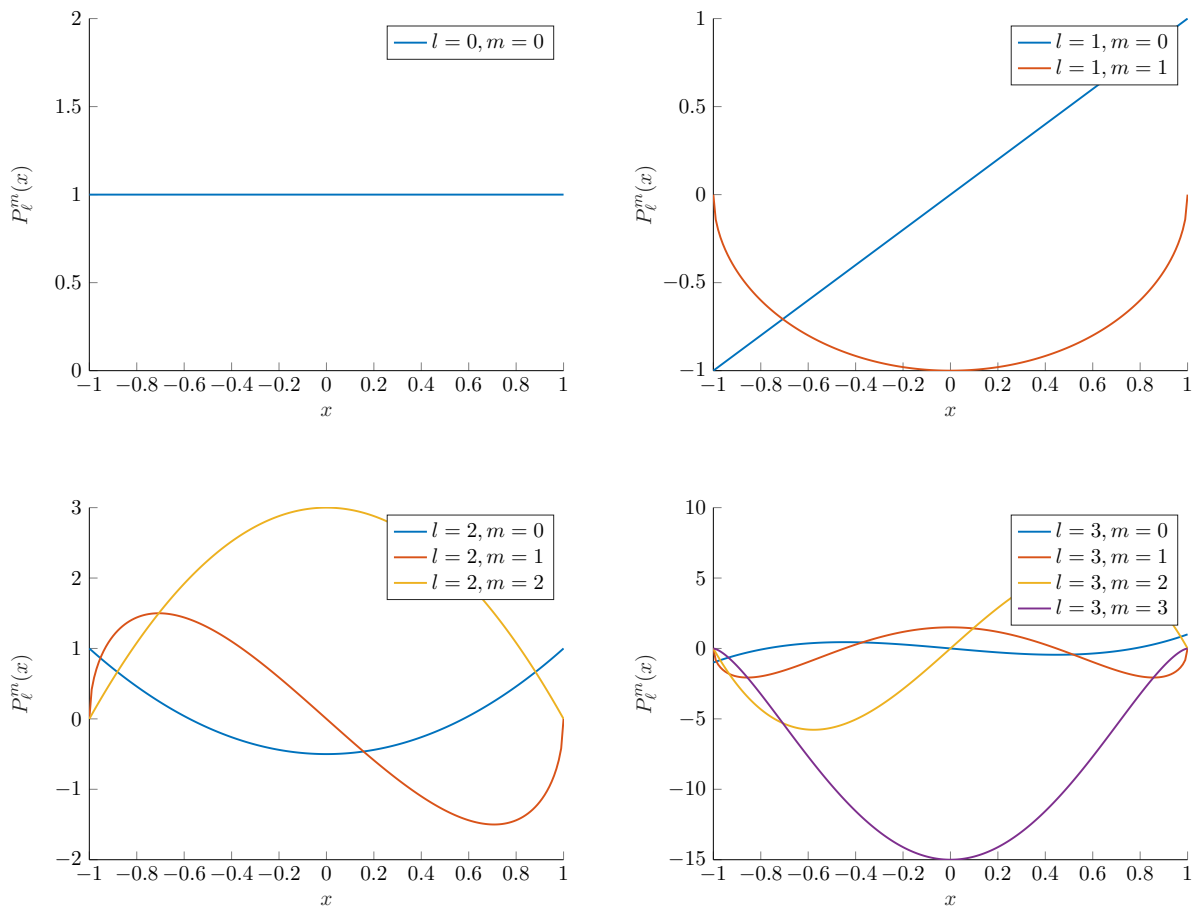 2
1.5
1
0.5
0
−1 −0.8 −0.6 −0.4 −0.2 0 0.2 0.4 0.6 0.8 1
x
P_ℓ^m(x)
l = 0, m = 0
1
0.5
0
−0.5
−1
−1 −0.8 −0.6 −0.4 −0.2 0 0.2 0.4 0.6 0.8 1
x
P_ℓ^m(x)
l = 1, m = 0
l = 1, m = 1
3
2
1
0
−1
−2
−1 −0.8 −0.6 −0.4 −0.2 0 0.2 0.4 0.6 0.8 1
x
P_ℓ^m(x)
l = 2, m = 0
l = 2, m = 1
l = 2, m = 2
10
5
0
−5
−10
−15
−1 −0.8 −0.6 −0.4 −0.2 0 0.2 0.4 0.6 0.8 1
x
P_ℓ^m(x)
l = 3, m = 0
l = 3, m = 1
l = 3, m = 2
l = 3, m = 3